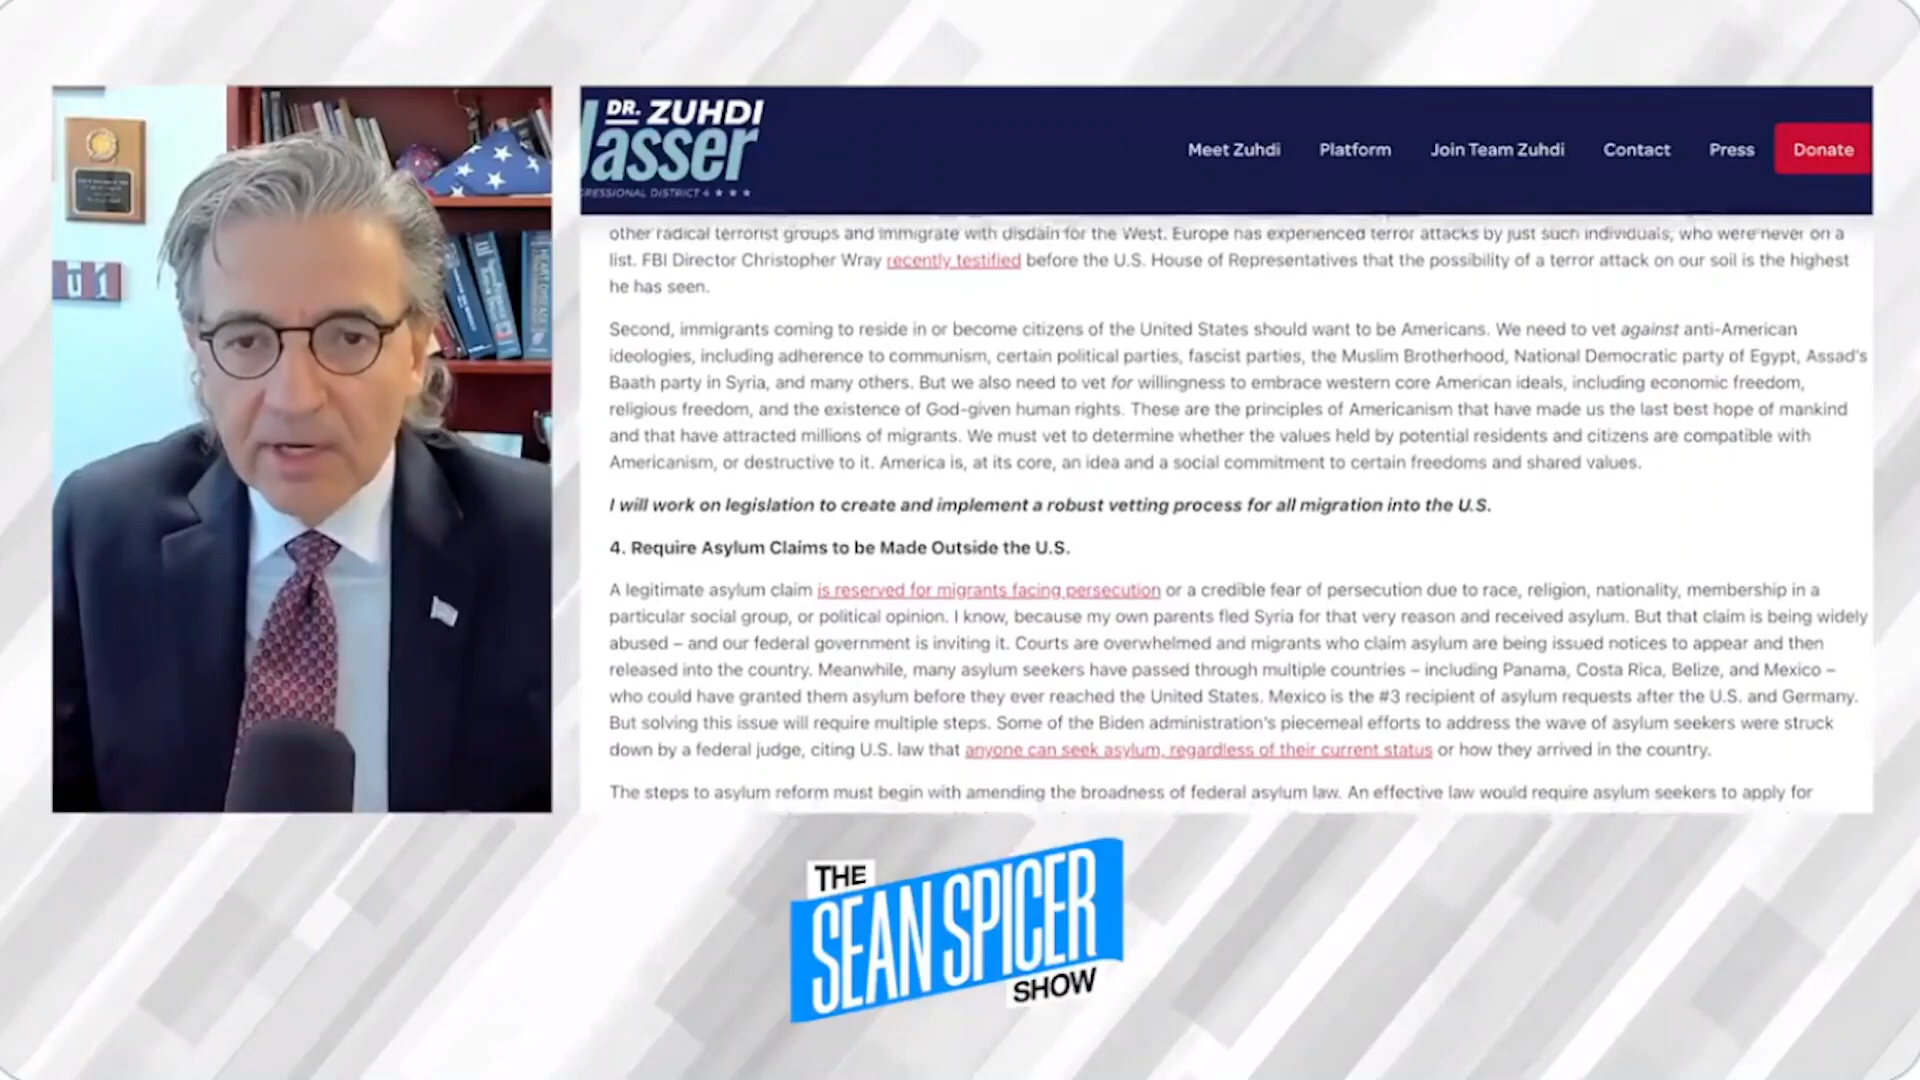 DR. ZUHDI
Jasser
RESSIONAL DISTRICT 4
Meet Zuhdi
Platform
Join Team Zuhdi
Contact
Press
Donate
other radical terrorist groups and immigrate with disdain for the West. Europe has experienced terror attacks by just such individuals, who were never on a
list. FBI Director Christopher Wray recently testified before the U.S. House of Representatives that the possibility of a terror attack on our soil is the highest
he has seen.
Second, immigrants coming to reside in or become citizens of the United States should want to be Americans. We need to vet against anti-American
ideologies, including adherence to communism, certain political parties, fascist parties, the Muslim Brotherhood, National Democratic party of Egypt, Assad's
Baath party in Syria, and many others. But we also need to vet for willingness to embrace western core American ideals, including economic freedom,
religious freedom, and the existence of God-given human rights. These are the principles of Americanism that have made us the last best hope of mankind
and that have attracted millions of migrants. We must vet to determine whether the values held by potential residents and citizens are compatible with
Americanism, or destructive to it. America is, at its core, an idea and a social commitment to certain freedoms and shared values.
I will work on legislation to create and implement a robust vetting process for all migration into the U.S.
4. Require Asylum Claims to be Made Outside the U.S.
A legitimate asylum claim is reserved for migrants facing persecution or a credible fear of persecution due to race, religion, nationality, membership in a
particular social group, or political opinion. I know, because my own parents fled Syria for that very reason and received asylum. But that claim is being widely
abused – and our federal government is inviting it. Courts are overwhelmed and migrants who claim asylum are being issued notices to appear and then
released into the country. Meanwhile, many asylum seekers have passed through multiple countries – including Panama, Costa Rica, Belize, and Mexico –
who could have granted them asylum before they ever reached the United States. Mexico is the #3 recipient of asylum requests after the U.S. and Germany.
But solving this issue will require multiple steps. Some of the Biden administration's piecemeal efforts to address the wave of asylum seekers were struck
down by a federal judge, citing U.S. law that anyone can seek asylum, regardless of their current status or how they arrived in the country.
The steps to asylum reform must begin with amending the broadness of federal asylum law. An effective law would require asylum seekers to apply for
THE
SEAN SPICER
SHOW